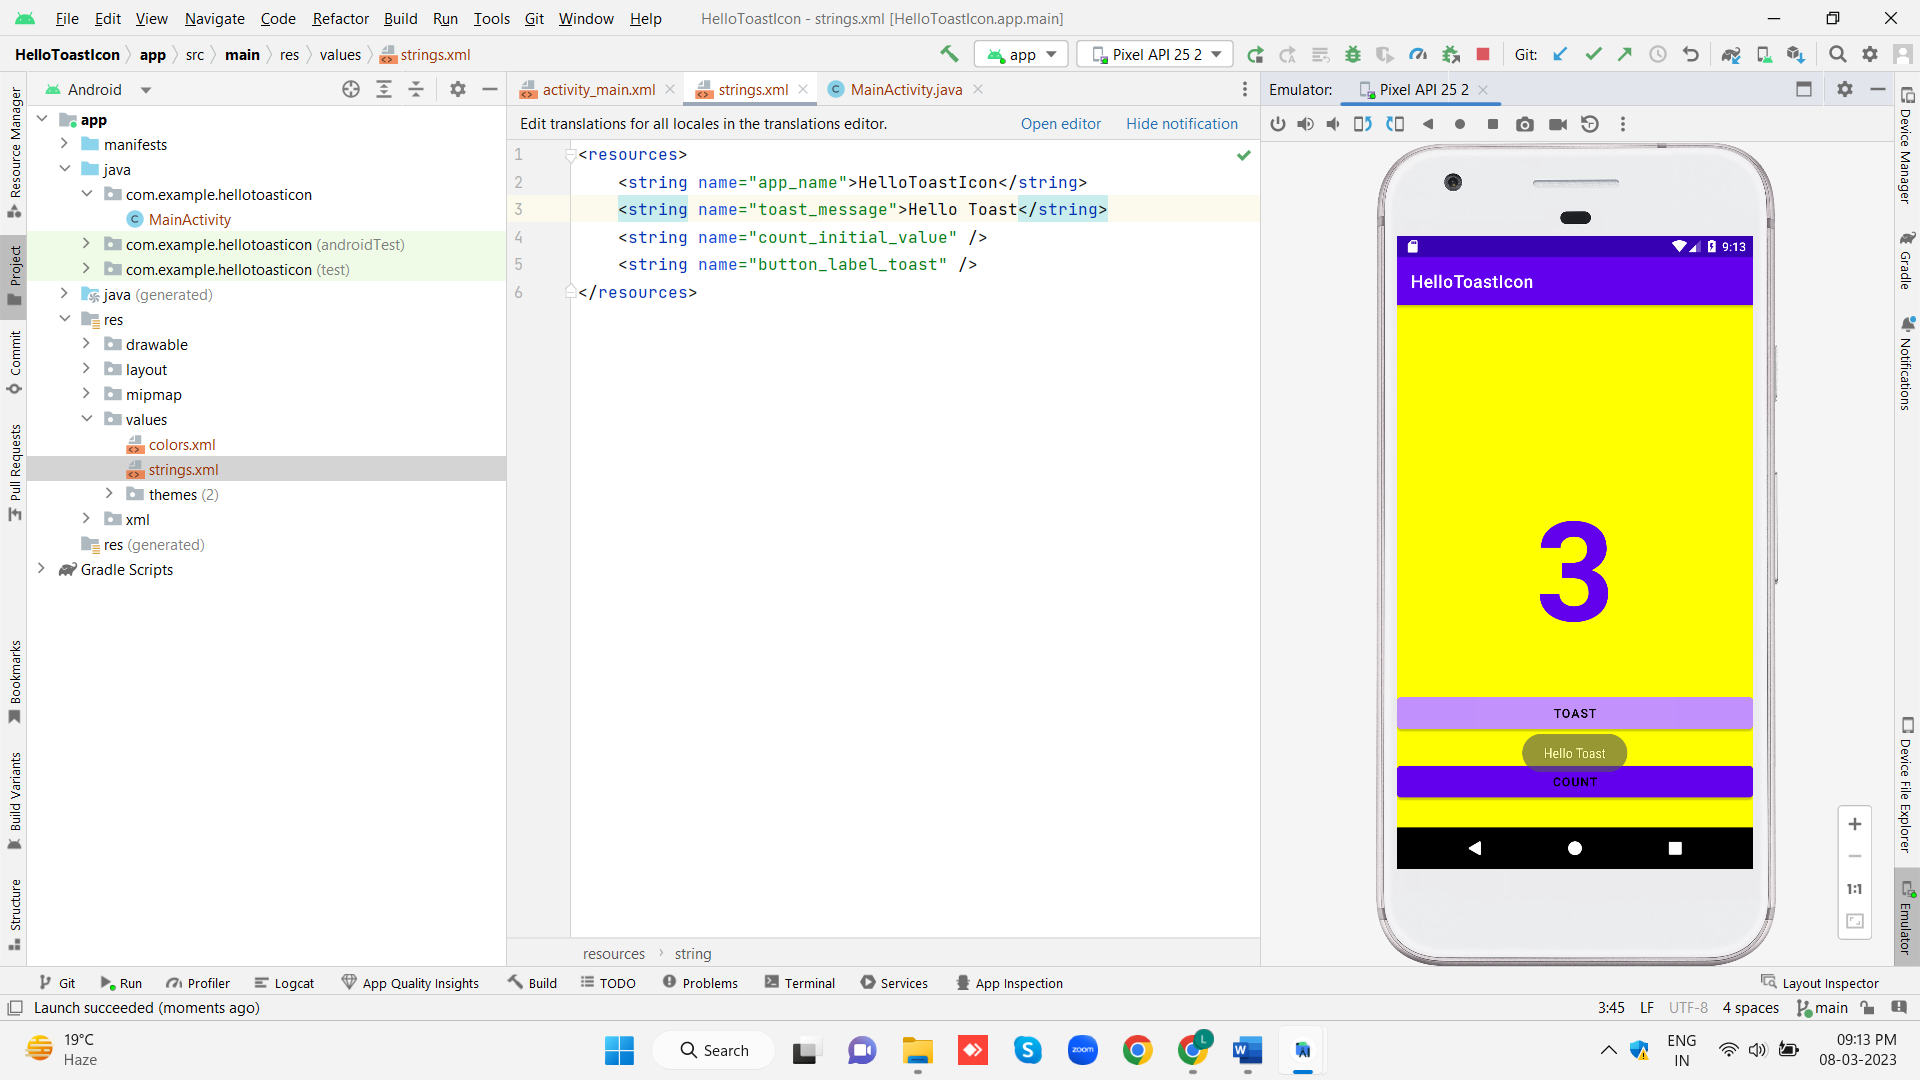 File Edit View Navigate Code Refactor Build Run Tools Git Window Help HelloToastIcon - strings.xml [HelloToastIcon.app.main]
HelloToastIcon app src main res values strings.xml app Pixel API 25 2 Git:
Resource Manager
Project
Commit
Pull Requests
Bookmarks
Build Variants
Structure
Android
app
manifests
java
com.example.hellotoasticon
MainActivity
com.example.hellotoasticon (androidTest)
com.example.hellotoasticon (test)
java (generated)
res
drawable
layout
mipmap
values
colors.xml
strings.xml
themes (2)
xml
res (generated)
Gradle Scripts
activity_main.xml strings.xml MainActivity.java
Edit translations for all locales in the translations editor. Open editor Hide notification
1 <resources>
2 <string name="app_name">HelloToastIcon</string>
3 <string name="toast_message">Hello Toast</string>
4 <string name="count_initial_value" />
5 <string name="button_label_toast" />
6 </resources>
resources string
Emulator: Pixel API 25 2
9:13
HelloToastIcon
3
TOAST
Hello Toast
COUNT
1:1
Device Manager
Gradle
Notifications
Device File Explorer
Emulator
Git Run Profiler Logcat App Quality Insights Build TODO Problems Terminal Services App Inspection Layout Inspector
Launch succeeded (moments ago) 3:45 LF UTF-8 4 spaces main
19°C
Haze
Search
zoom
L
W
ENG
IN
09:13 PM
08-03-2023